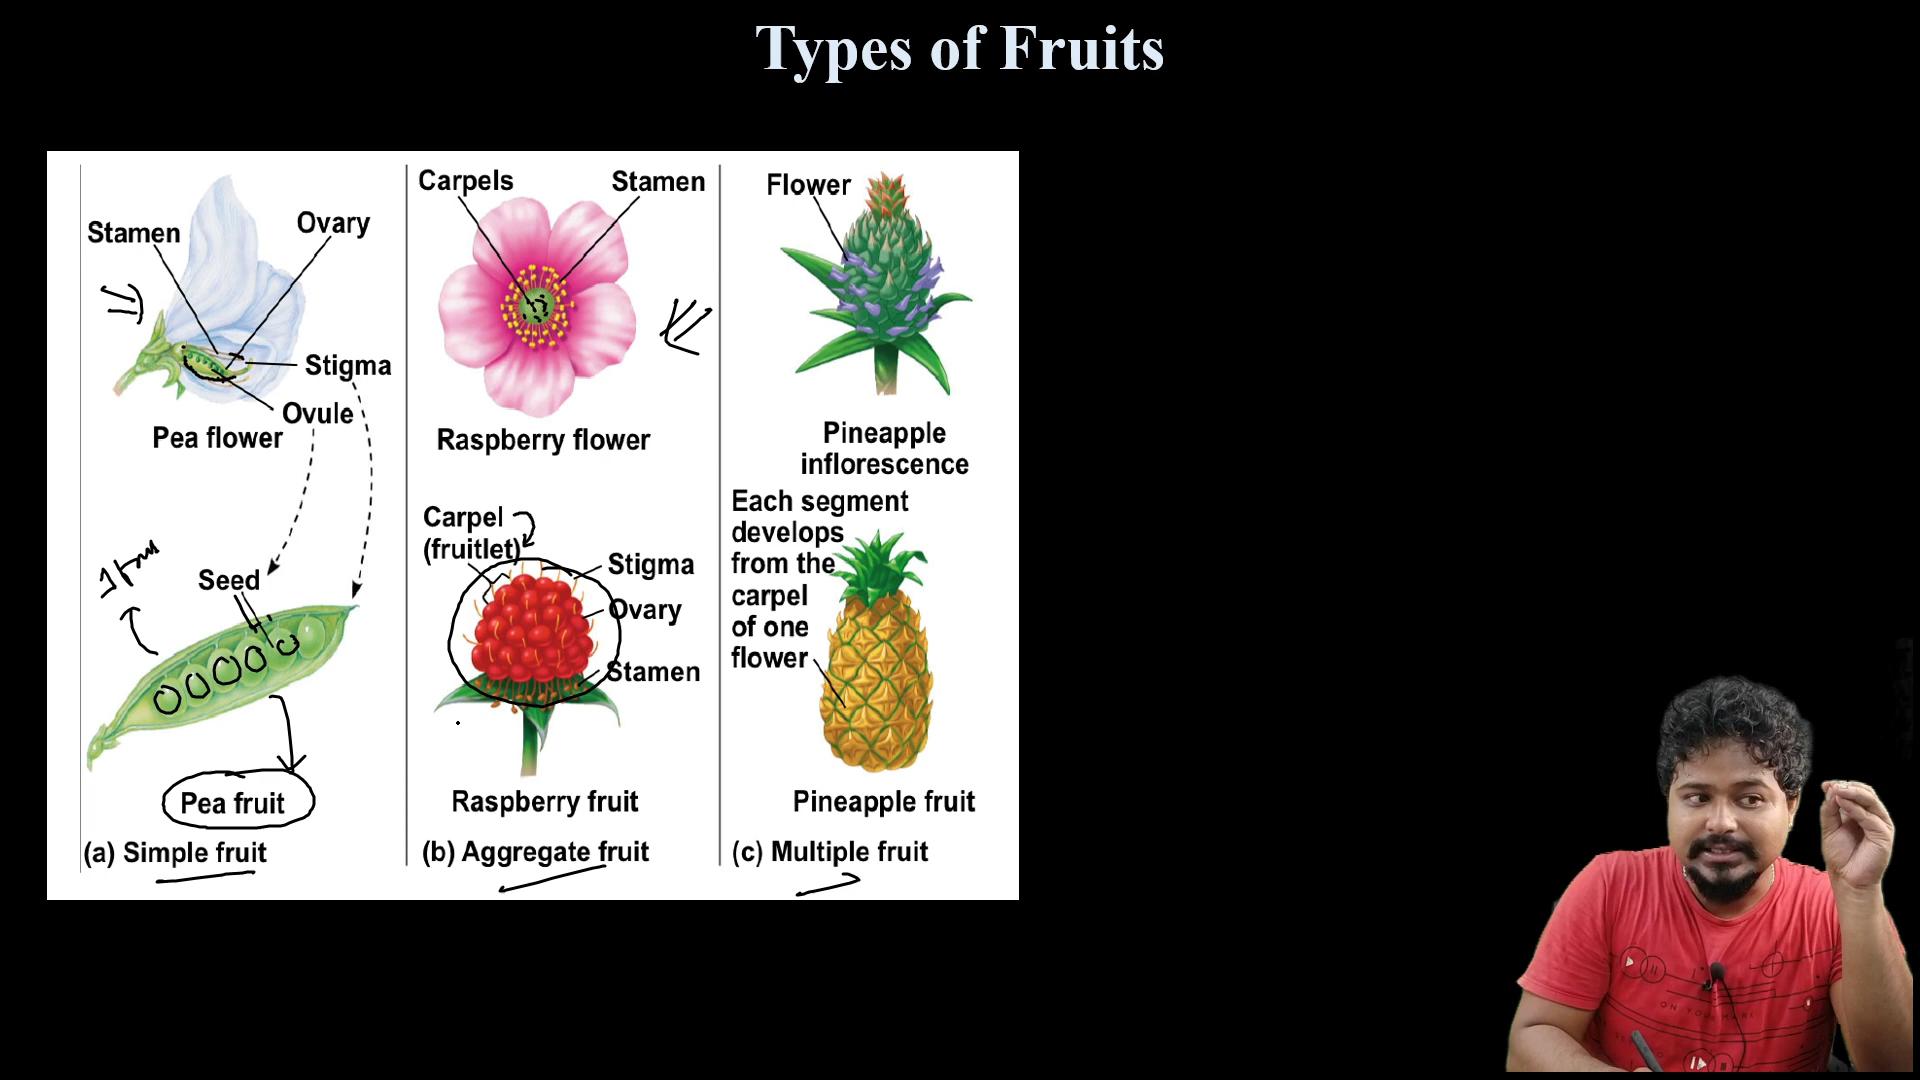 Types of Fruits
Stamen
Ovary
Stigma
Ovule
Pea flower
Seed
Pea fruit
(a) Simple fruit
Carpels
Stamen
Raspberry flower
Carpel
(fruitlet)
Stigma
Ovary
Stamen
Raspberry fruit
(b) Aggregate fruit
Flower
Pineapple
inflorescence
Each segment
develops
from the
carpel
of one
flower
Pineapple fruit
(c) Multiple fruit